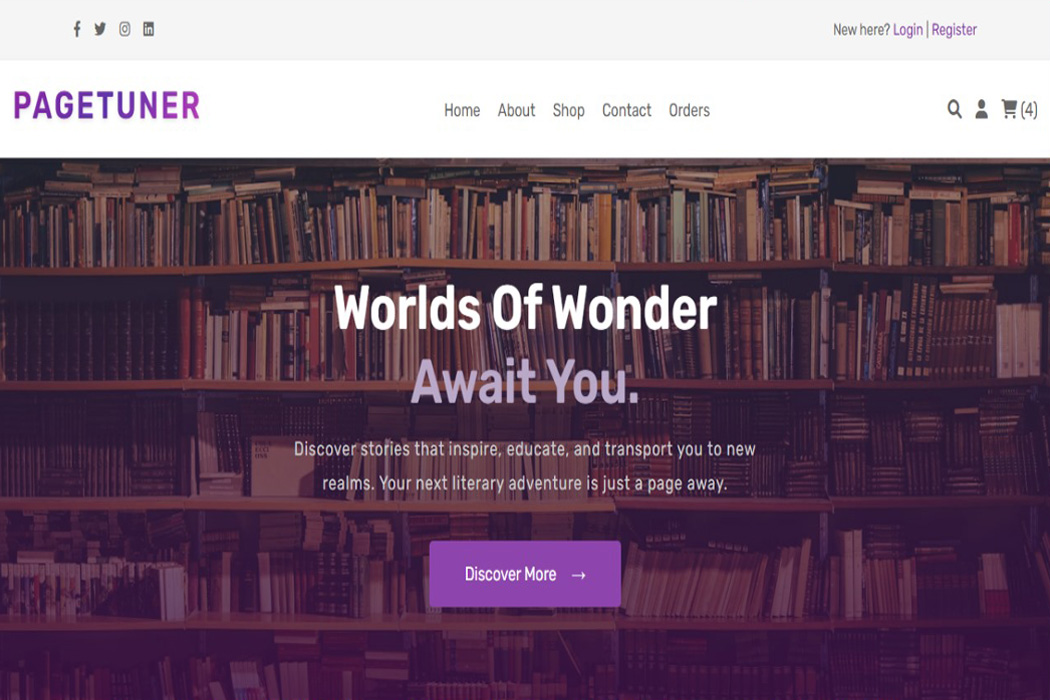 New here? Login | Register
PAGETUNER
Home About Shop Contact Orders
(4)
Worlds Of Wonder
Await You.
Discover stories that inspire, educate, and transport you to new
realms. Your next literary adventure is just a page away.
Discover More →